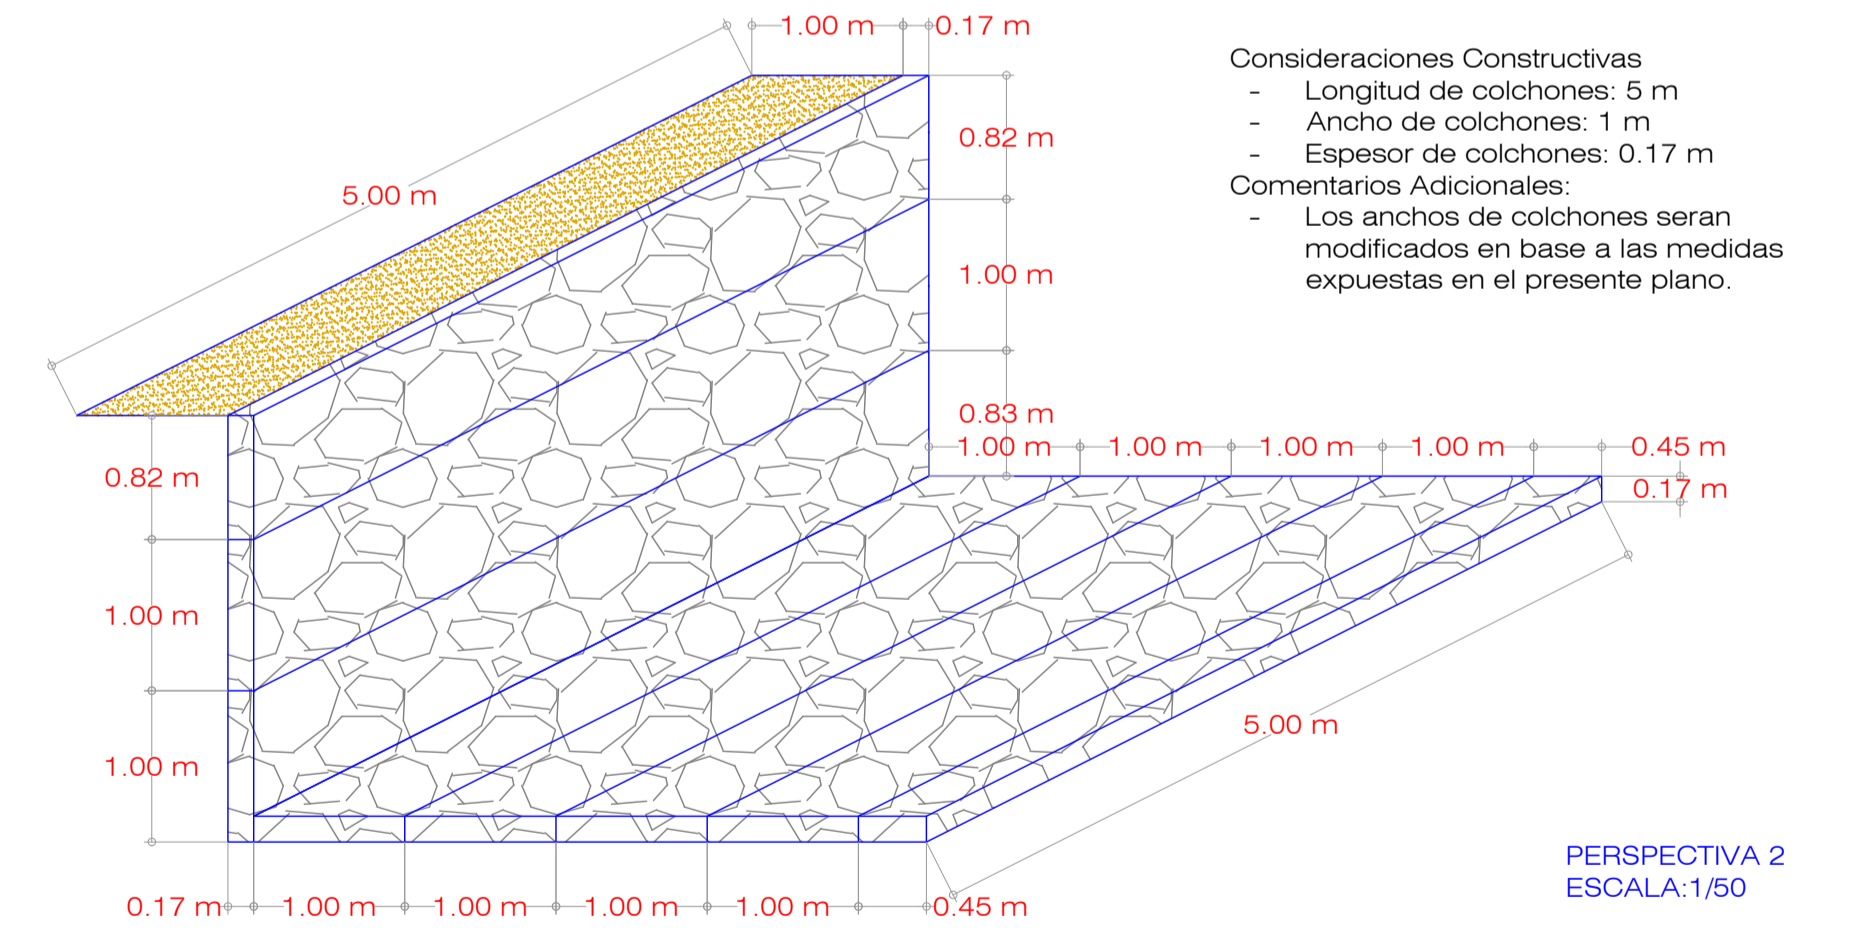 1.00 m
0.17 m
Consideraciones Constructivas
- Longitud de colchones: 5 m
- Ancho de colchones: 1 m
- Espesor de colchones: 0.17 m
Comentarios Adicionales:
- Los anchos de colchones seran
modificados en base a las medidas
expuestas en el presente plano.
0.82 m
5.00 m
1.00 m
0.83 m
1.00 m
1.00 m
1.00 m
1.00 m
0.45 m
0.17 m
0.82 m
1.00 m
1.00 m
5.00 m
0.17 m
1.00 m
1.00 m
1.00 m
1.00 m
0.45 m
PERSPECTIVA 2
ESCALA:1/50